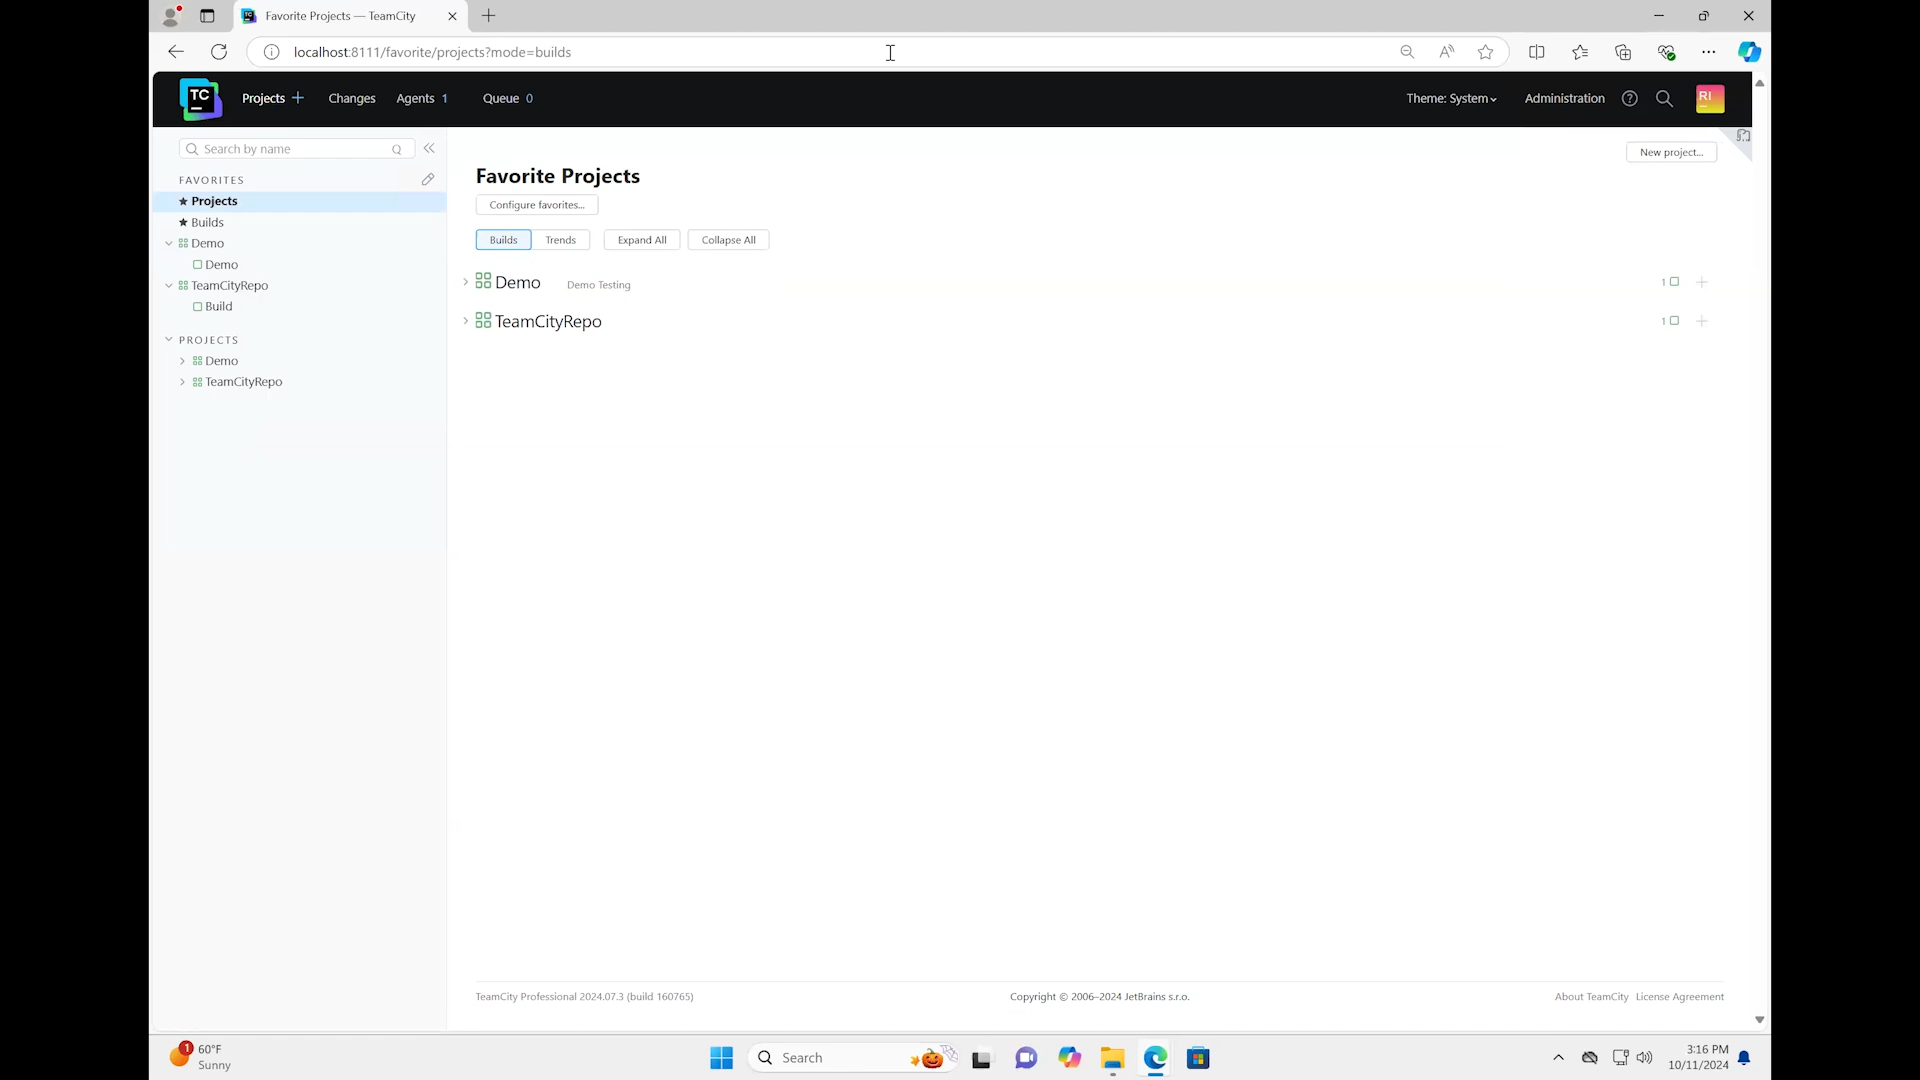 Favorite Projects — TeamCity
localhost:8111/favorite/projects?mode=builds
TC
Projects
Changes
Agents 1
Queue 0
Theme: System
Administration
RI
Search by name
Q
FAVORITES
Projects
Builds
Demo
Demo
TeamCityRepo
Build
PROJECTS
Demo
TeamCityRepo
New project...
Favorite Projects
Configure favorites...
Builds Trends Expand All Collapse All
Demo Demo Testing 1
TeamCityRepo 1
TeamCity Professional 2024.07.3 (build 160765)
Copyright © 2006–2024 JetBrains s.r.o.
About TeamCity License Agreement
1
60°F
Sunny
Search
3:16 PM
10/11/2024